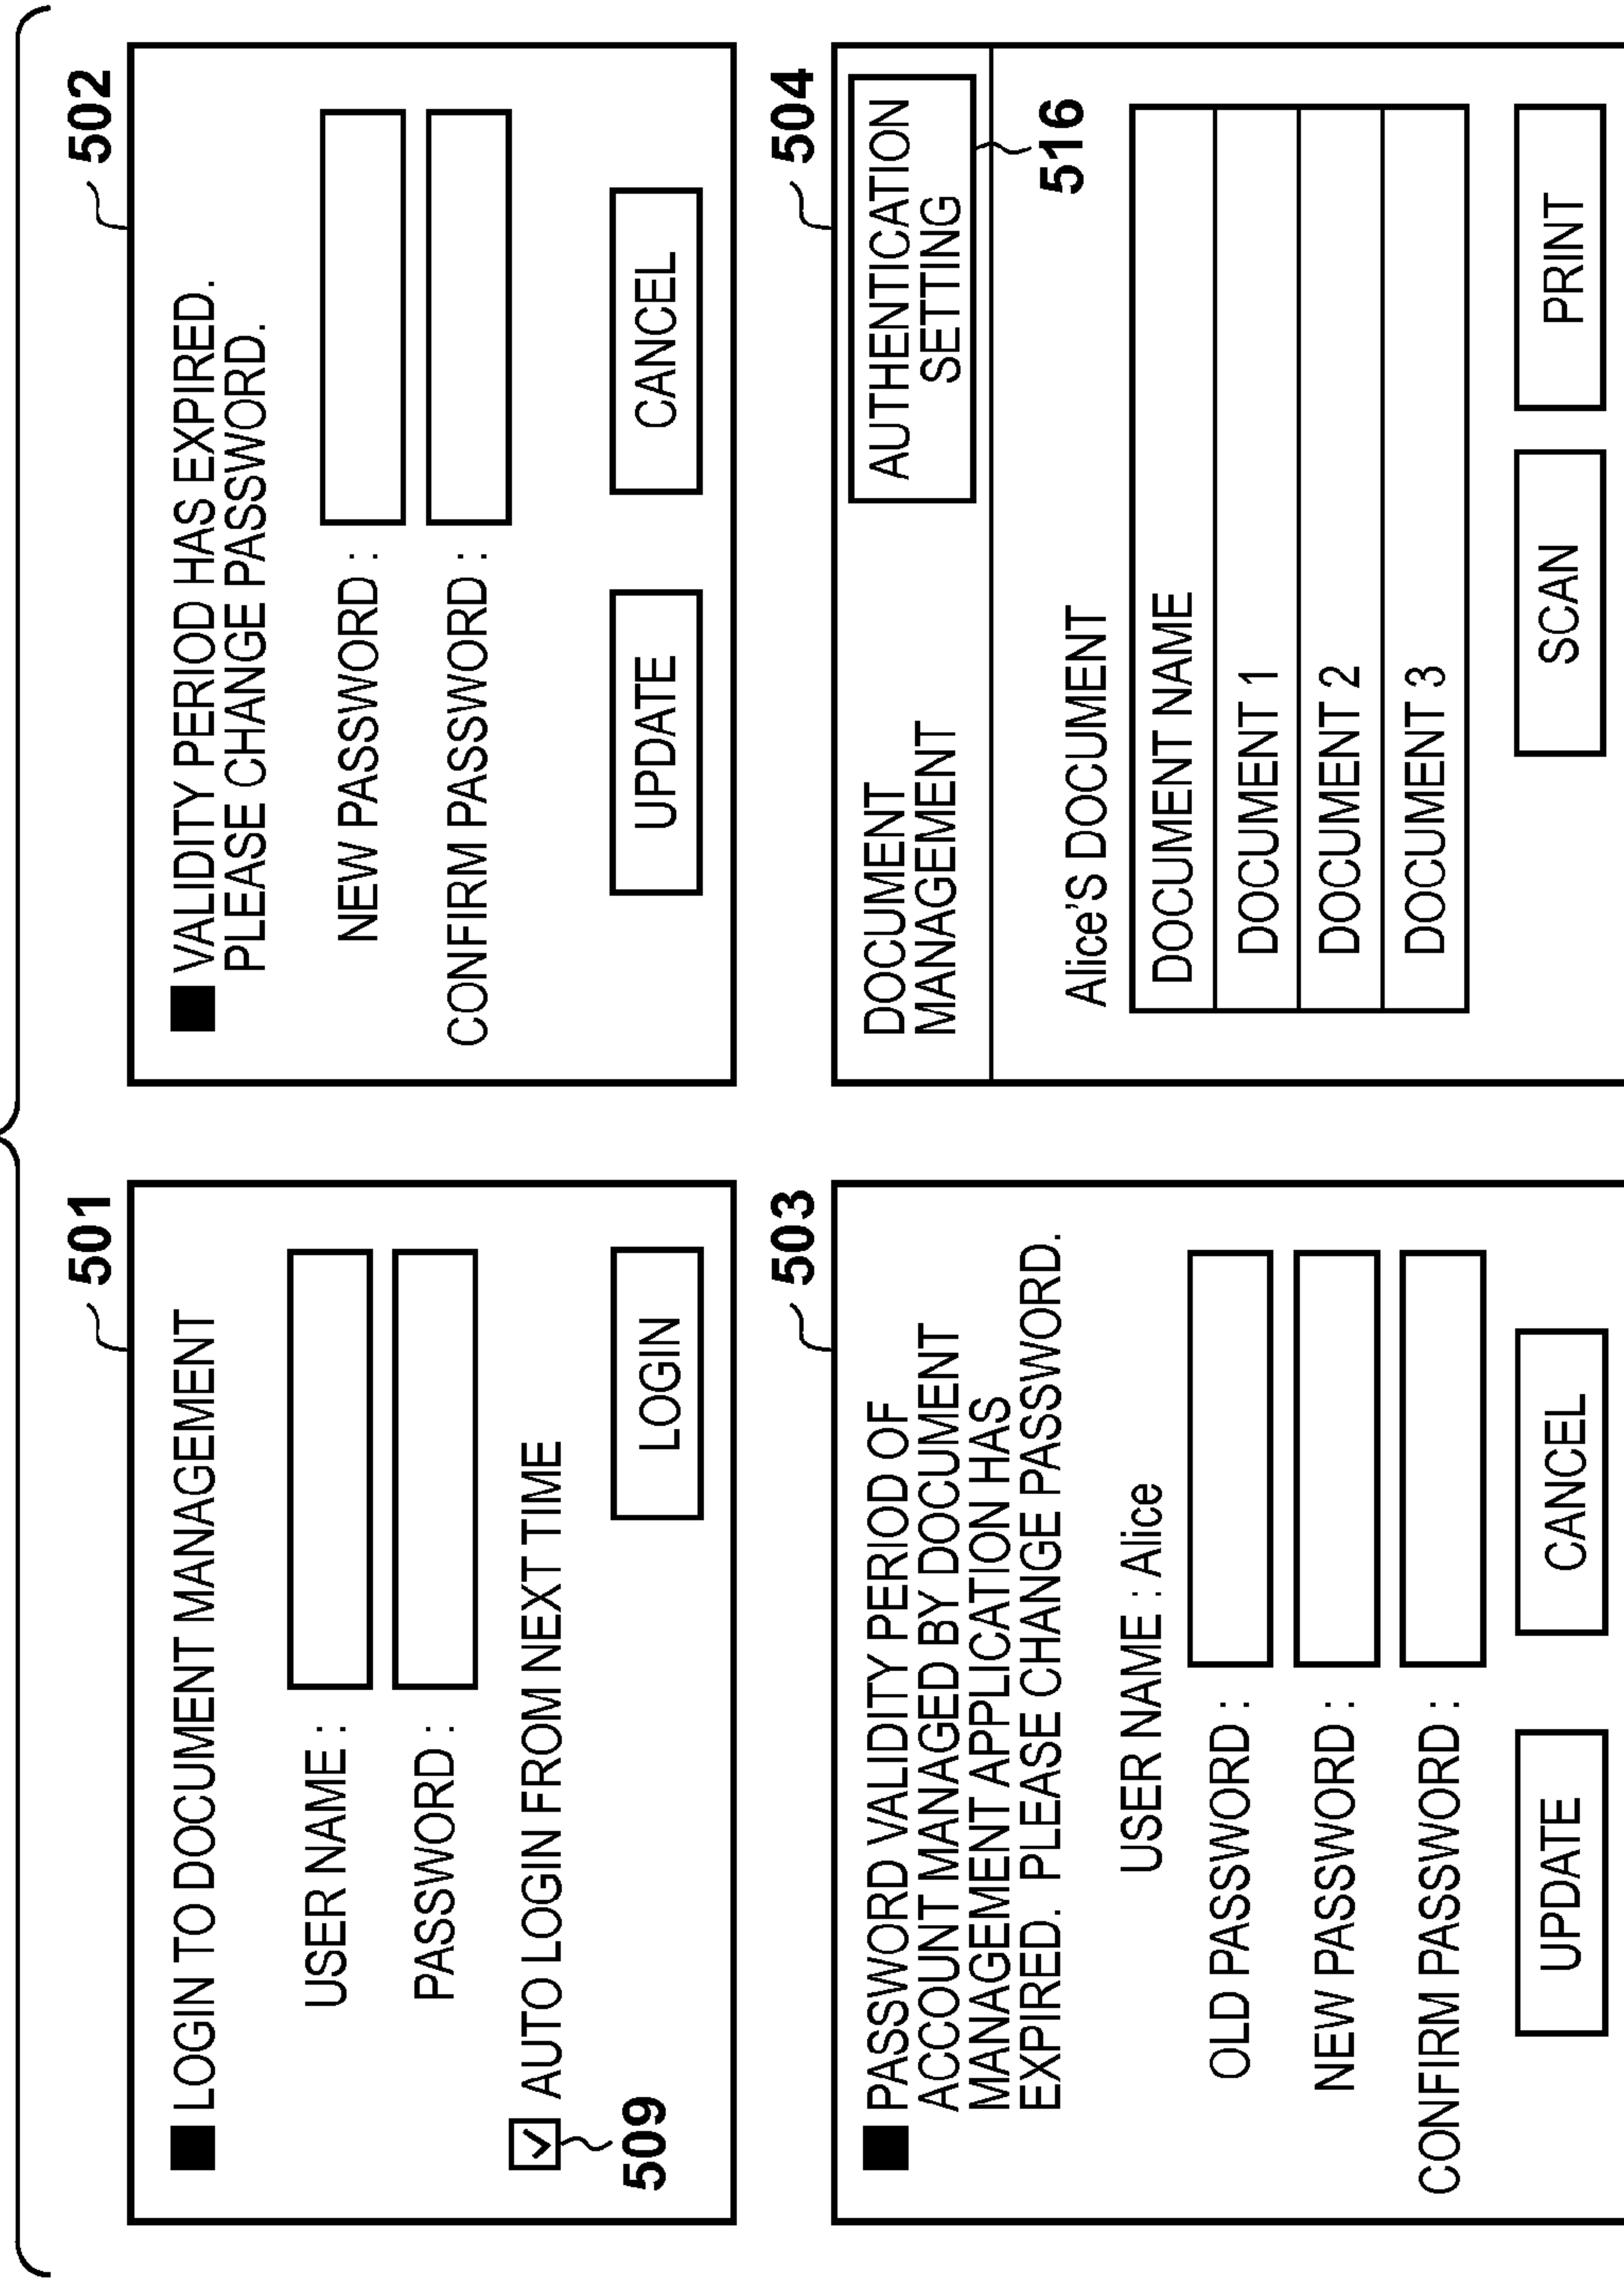 501
■ LOGIN TO DOCUMENT MANAGEMENT
USER NAME :
PASSWORD :
AUTO LOGIN FROM NEXT TIME
509
LOGIN
502
■ VALIDITY PERIOD HAS EXPIRED.
PLEASE CHANGE PASSWORD.
NEW PASSWORD :
CONFIRM PASSWORD :
UPDATE
CANCEL
503
■ PASSWORD VALIDITY PERIOD OF
ACCOUNT MANAGED BY DOCUMENT
MANAGEMENT APPLICATION HAS
EXPIRED. PLEASE CHANGE PASSWORD.
USER NAME : Alice
OLD PASSWORD :
NEW PASSWORD :
CONFIRM PASSWORD :
UPDATE
CANCEL
504
DOCUMENT
MANAGEMENT
AUTHENTICATION
SETTING
516
Alice'S DOCUMENT
DOCUMENT NAME
DOCUMENT 1
DOCUMENT 2
DOCUMENT 3
SCAN
PRINT